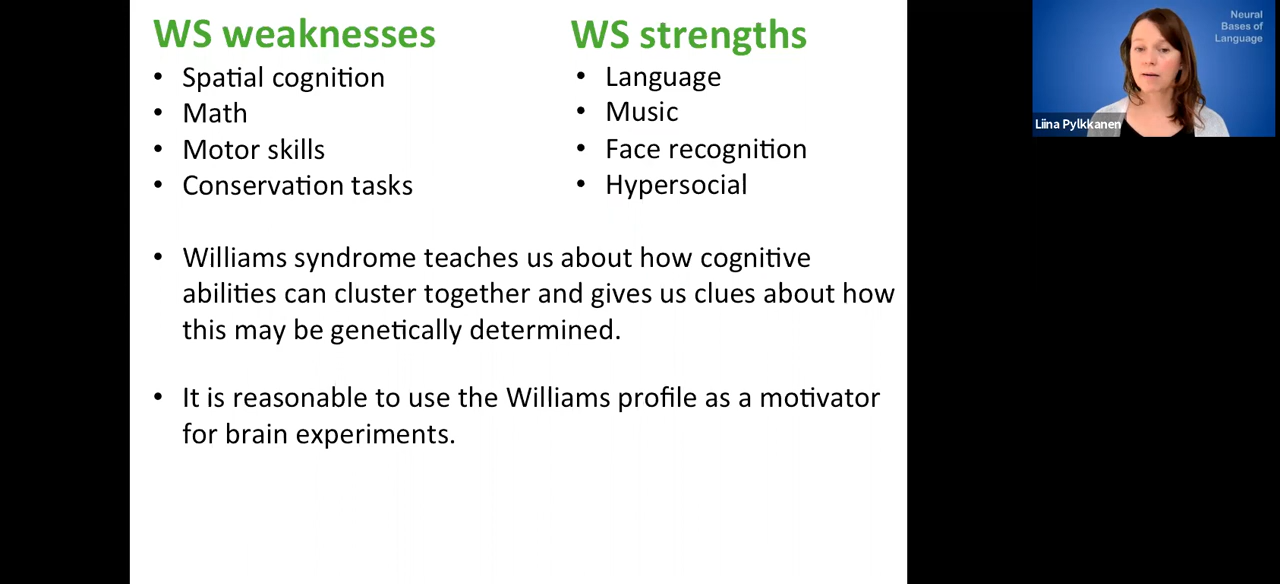 WS weaknesses
• Spatial cognition
• Math
• Motor skills
• Conservation tasks
WS strengths
• Language
• Music
• Face recognition
• Hypersocial
• Williams syndrome teaches us about how cognitive
abilities can cluster together and gives us clues about how
this may be genetically determined.
• It is reasonable to use the Williams profile as a motivator
for brain experiments.
Neural
Bases of
Language
Liina Pylkkanen